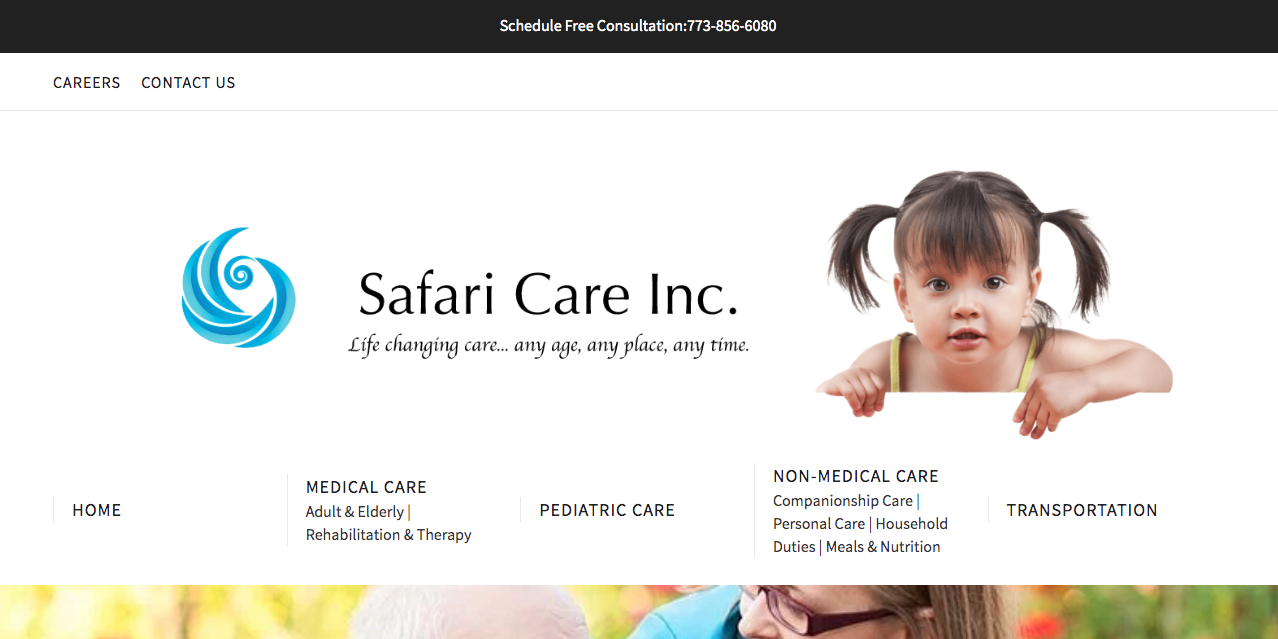 Schedule Free Consultation:773-856-6080
CAREERS CONTACT US
Safari Care Inc.
Life changing care... any age, any place, any time.
HOME
MEDICAL CARE
Adult & Elderly |
Rehabilitation & Therapy
PEDIATRIC CARE
NON-MEDICAL CARE
Companionship Care |
Personal Care | Household
Duties | Meals & Nutrition
TRANSPORTATION